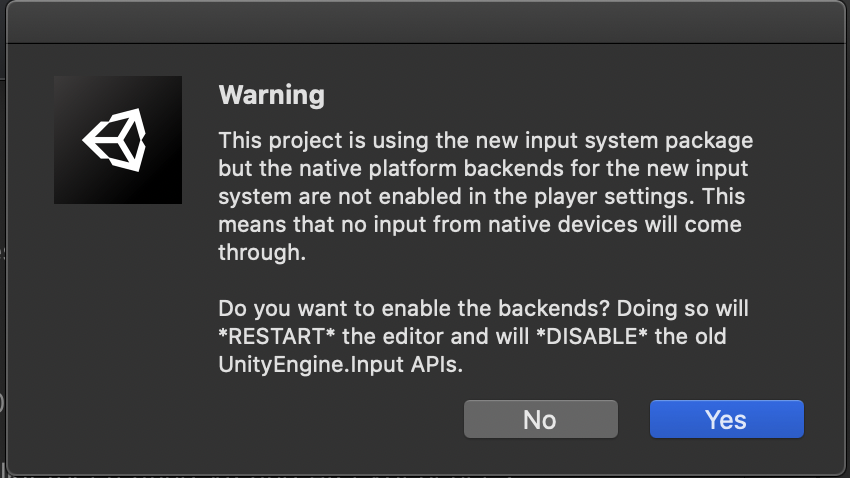 Warning
This project is using the new input system package
but the native platform backends for the new input
system are not enabled in the player settings. This
means that no input from native devices will come
through.
Do you want to enable the backends? Doing so will
*RESTART* the editor and will *DISABLE* the old
UnityEngine.Input APIs.
No
Yes